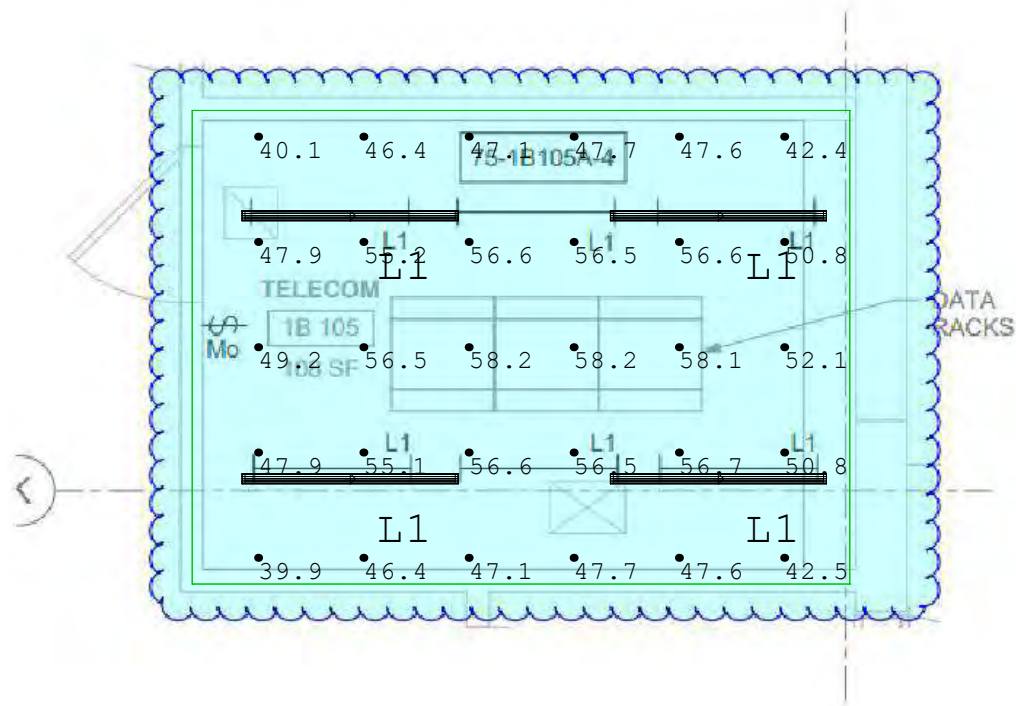 40.1 46.4 47.1 47.7 47.6 42.4
75-1B105A-4
L1 L1 L1
47.9 55.2 56.6 56.5 56.6 50.8
L1 L1
TELECOM
DATA
RACKS
1B 105
$
Mo
49.2 56.5 58.2 58.2 58.1 52.1
108 SF
L1 L1 L1
47.9 55.1 56.6 56.5 56.7 50.8
L1 L1
39.9 46.4 47.1 47.7 47.6 42.5